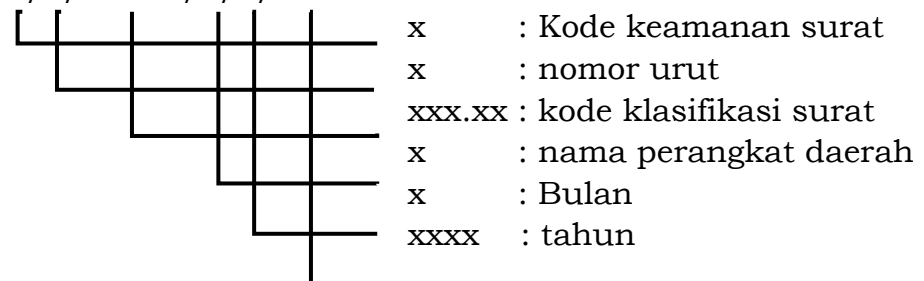 x : Kode keamanan surat
x : nomor urut
xxx.xx : kode klasifikasi surat
x : nama perangkat daerah
x : Bulan
xxxx : tahun